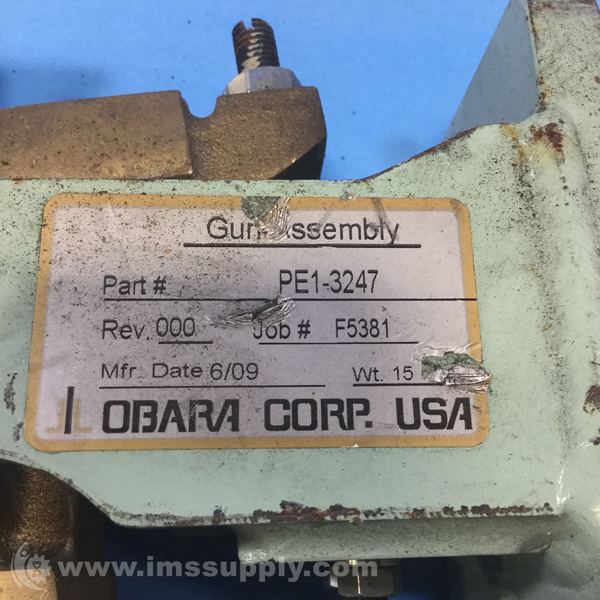 Gun Assembly
Part # PE1-3247
Rev. 000 Job # F5381
Mfr. Date 6/09 Wt. 15
OBARA CORP. USA
www.imssupply.com